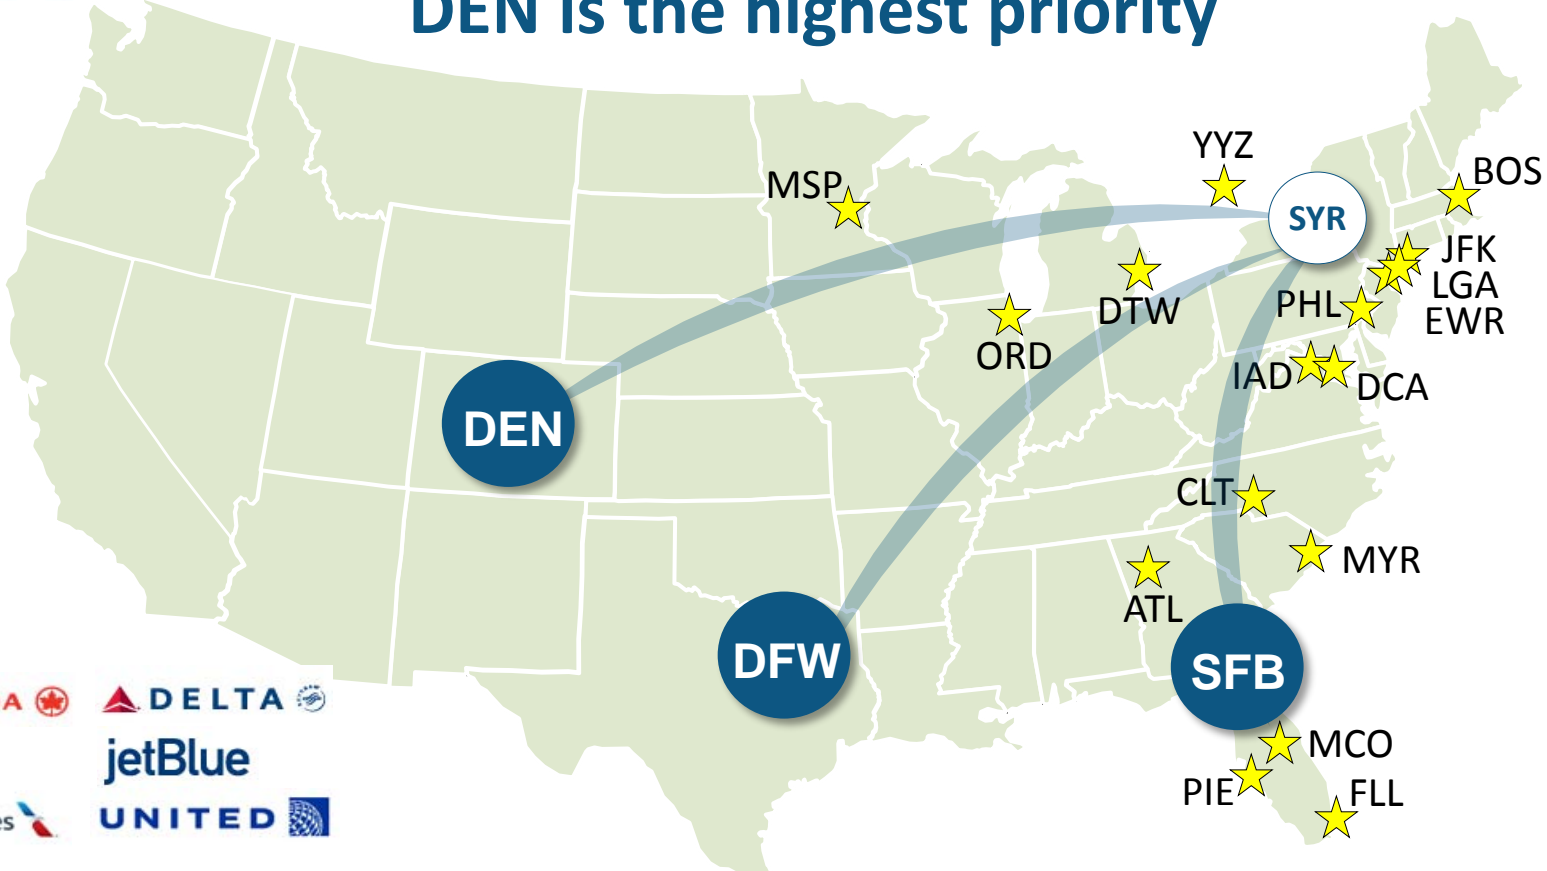 DEN is the highest priority
YYZ
BOS
MSP
SYR
JFK
LGA
EWR
PHL
DTW
ORD
IAD
DCA
DEN
CLT
MYR
ATL
DFW
SFB
A
DELTA
MCO
jetBlue
PIE
FLL
es
UNITED